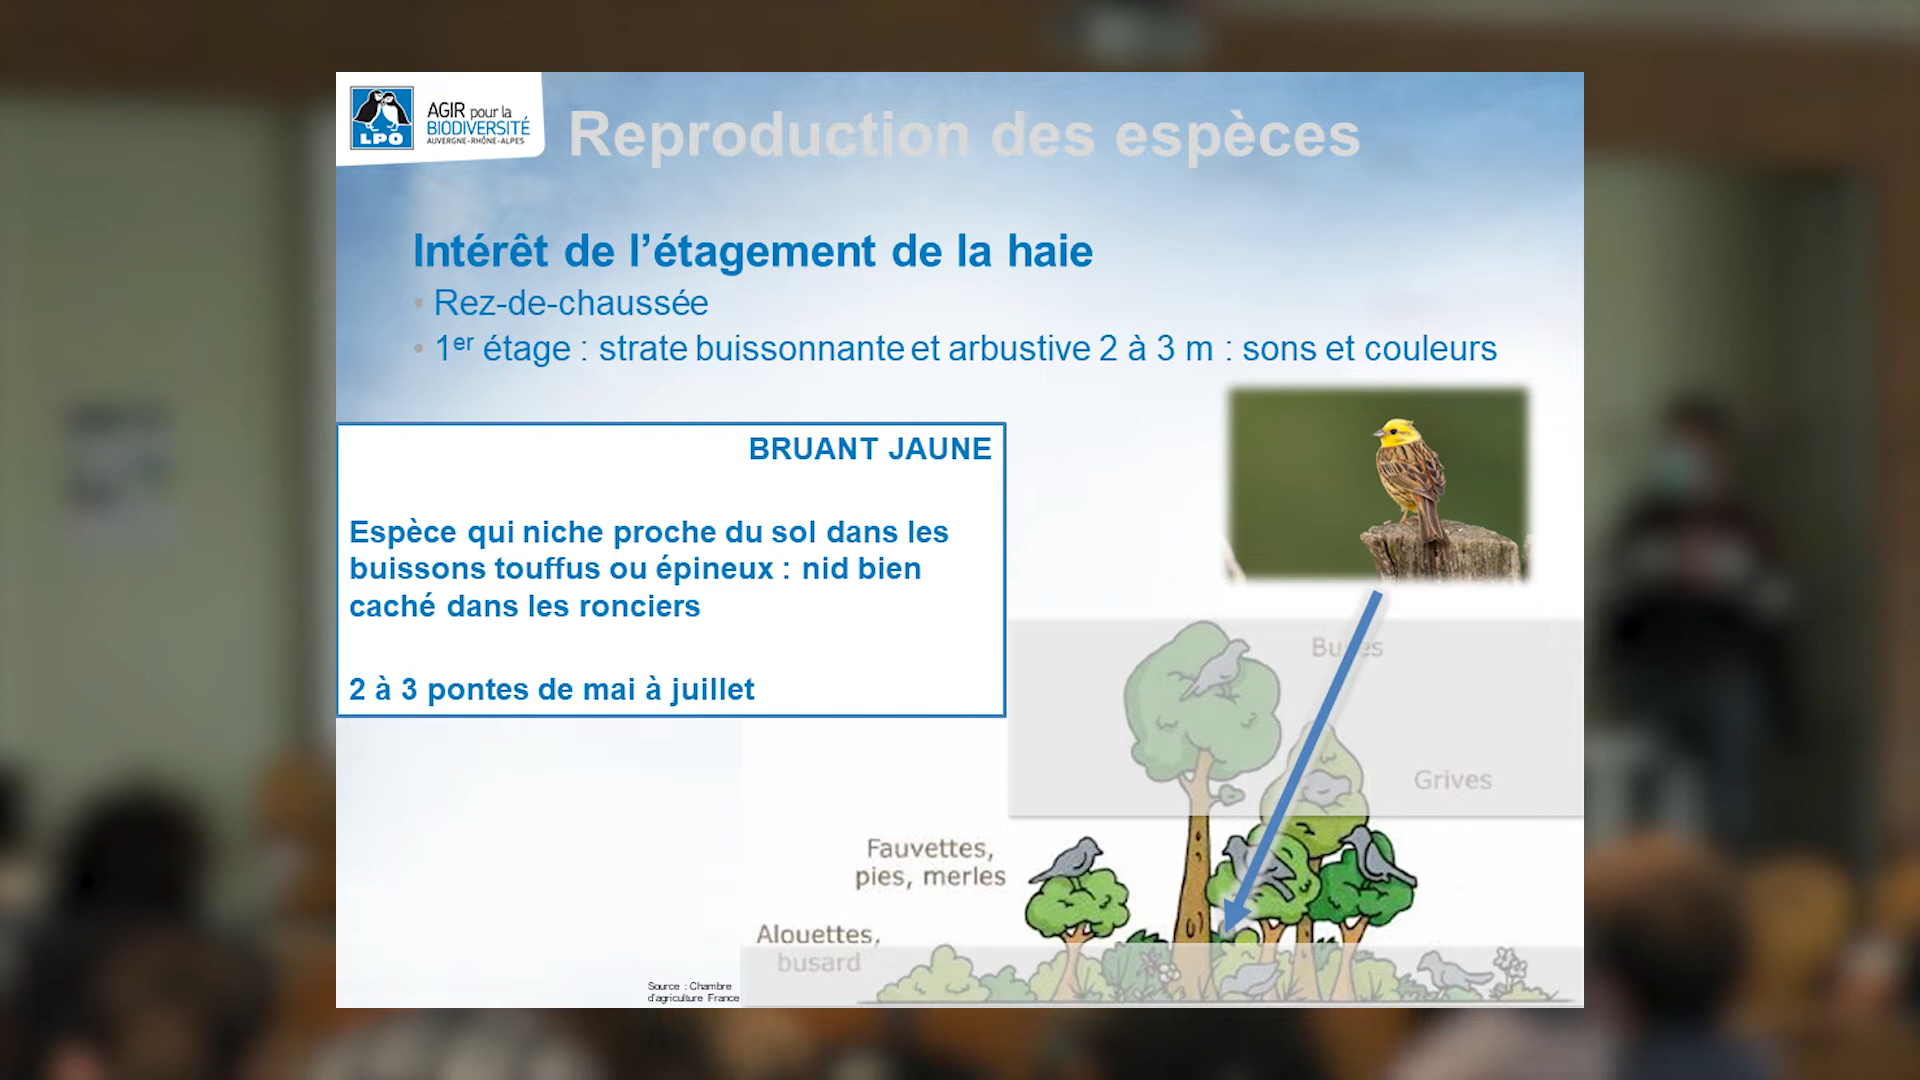 LPO
AGIR pour la
BIODIVERSITÉ
AUVERGNE-RHÔNE-ALPES
Reproduction des espèces
Intérêt de l’étagement de la haie
• Rez-de-chaussée
• 1er étage : strate buissonnante et arbustive 2 à 3 m : sons et couleurs
BRUANT JAUNE
Espèce qui niche proche du sol dans les
buissons touffus ou épineux : nid bien
caché dans les ronciers
2 à 3 pontes de mai à juillet
Buses
Grives
Fauvettes,
pies, merles
Alouettes,
busard
Source : Chambre
d’agriculture France